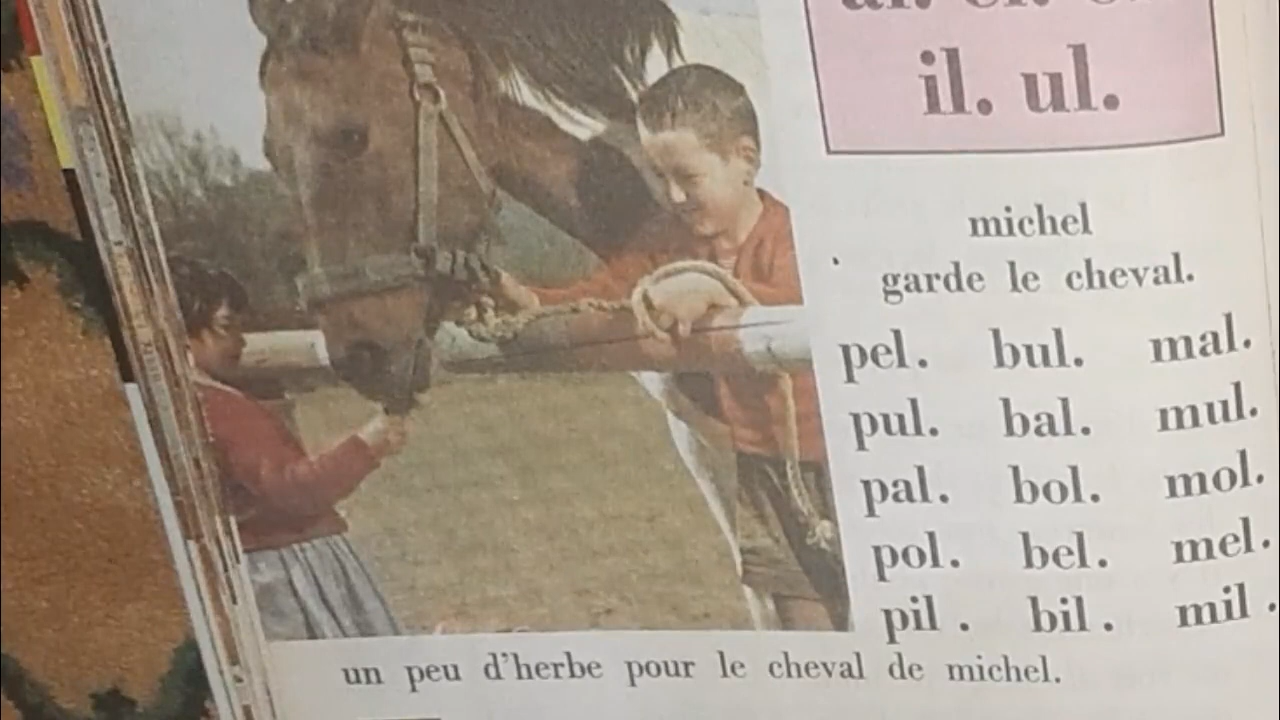 il. ul.
michel
garde le cheval.
pel. bul. mal.
pul. bal. mul.
pal. bol. mol.
pol. bel. mel.
pil . bil . mil .
un peu d'herbe pour le cheval de michel.